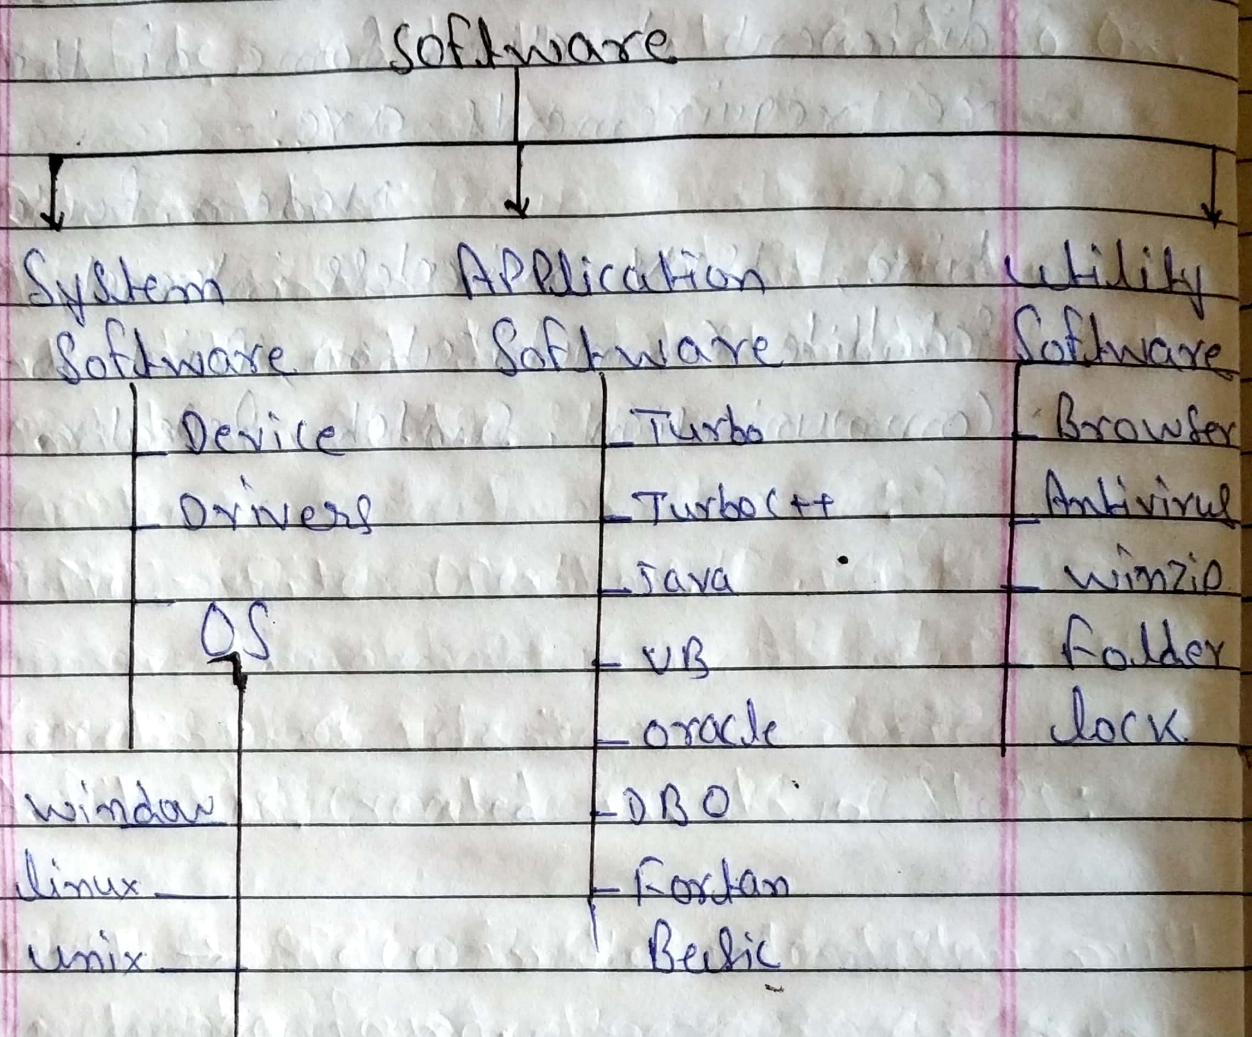 Software
System Application Utility
Software Software Software
Device Turbo Browser
Drivers Turbo C++ Antivirus
Java Winzip
OS VB Folder
Oracle lock
Window DBO
linux Fortan
Unix Besic